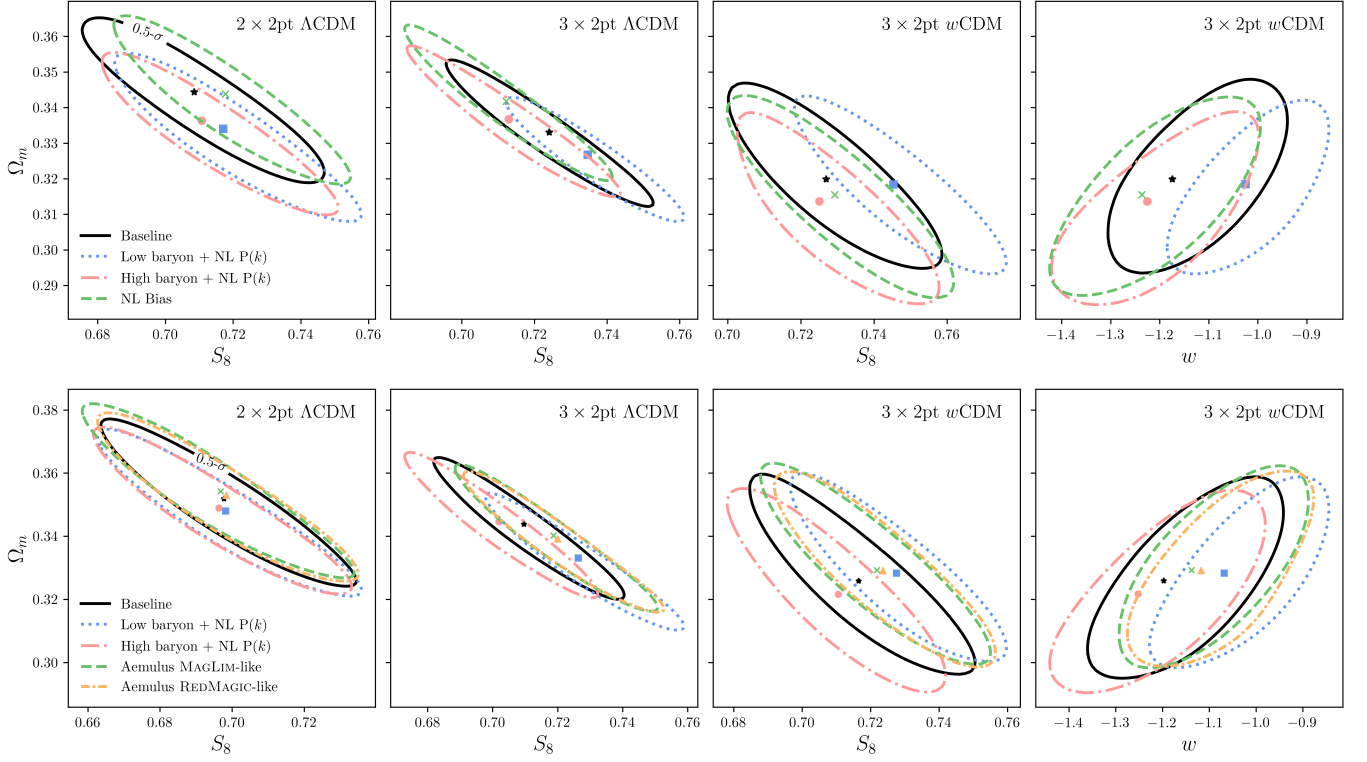 2 × 2pt ΛCDM
3 × 2pt ΛCDM
3 × 2pt wCDM
3 × 2pt wCDM
0.5-σ
0.36
0.35
0.34
0.33
0.32
0.31
0.30
0.29
Ωm
Baseline
Low baryon + NL P(k)
High baryon + NL P(k)
NL Bias
0.68 0.70 0.72 0.74 0.76
S8
0.70 0.72 0.74 0.76
S8
0.70 0.72 0.74 0.76
S8
−1.4 −1.3 −1.2 −1.1 −1.0 −0.9
w
2 × 2pt ΛCDM
3 × 2pt ΛCDM
3 × 2pt wCDM
3 × 2pt wCDM
0.5-σ
0.38
0.36
0.34
0.32
0.30
Ωm
Baseline
Low baryon + NL P(k)
High baryon + NL P(k)
Aemulus MAGLIM-like
Aemulus REDMAGIC-like
0.66 0.68 0.70 0.72
S8
0.68 0.70 0.72 0.74 0.76
S8
0.68 0.70 0.72 0.74 0.76
S8
−1.4 −1.3 −1.2 −1.1 −1.0 −0.9
w